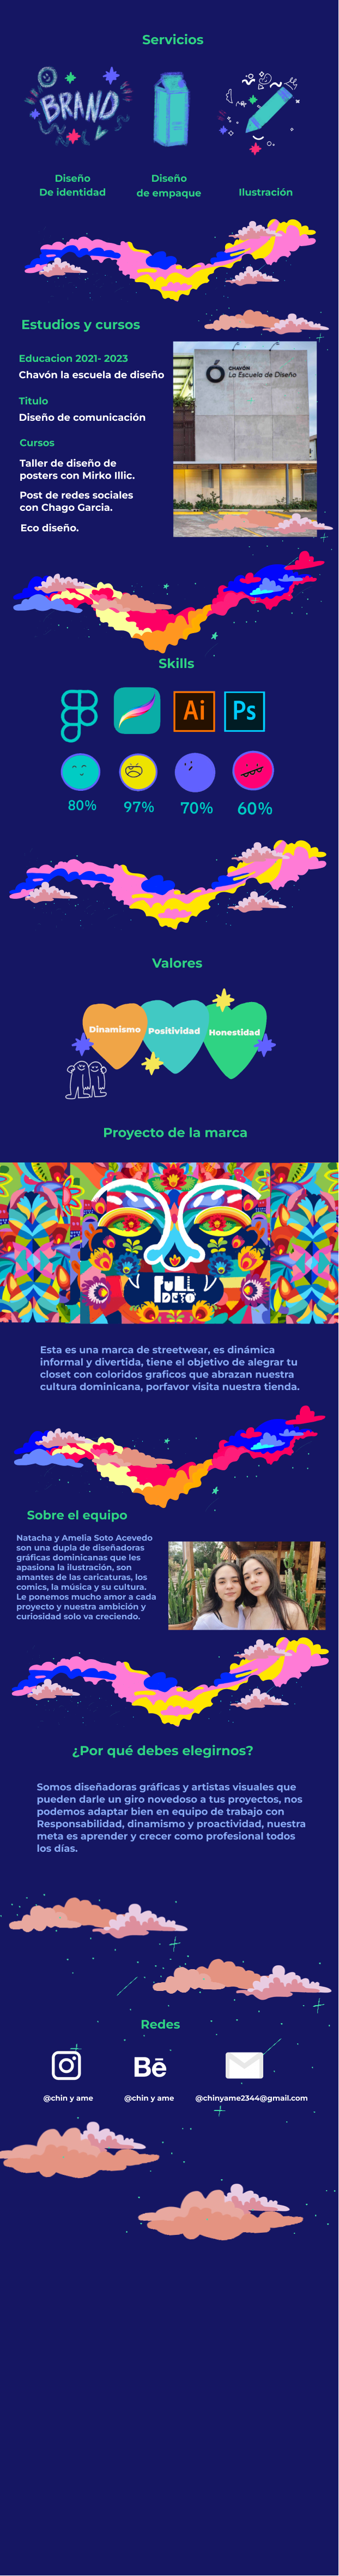 Servicios
BRAND
Diseño
De identidad
Diseño
de empaque
Ilustración
Estudios y cursos
Educacion 2021- 2023
Chavón la escuela de diseño
Titulo
Diseño de comunicación
Cursos
Taller de diseño de
posters con Mirko Illic.
Post de redes sociales
con Chago Garcia.
Eco diseño.
CHAVÓN
La Escuela de Diseño
Skills
Ai
Ps
80%
97%
70%
60%
Valores
Dinamismo
Positividad
Honestidad
Proyecto de la marca
FULL
DEYO
Esta es una marca de streetwear, es dinámica
informal y divertida, tiene el objetivo de alegrar tu
closet con coloridos graficos que abrazan nuestra
cultura dominicana, porfavor visita nuestra tienda.
Sobre el equipo
Natacha y Amelia Soto Acevedo
son una dupla de diseñadoras
gráficas dominicanas que les
apasiona la ilustración, son
amantes de las caricaturas, los
comics, la música y su cultura.
Le ponemos mucho amor a cada
proyecto y nuestra ambición y
curiosidad solo va creciendo.
¿Por qué debes elegirnos?
Somos diseñadoras gráficas y artistas visuales que
pueden darle un giro novedoso a tus proyectos, nos
podemos adaptar bien en equipo de trabajo con
Responsabilidad, dinamismo y proactividad, nuestra
meta es aprender y crecer como profesional todos
los días.
Redes
Bē
@chin y ame
@chin y ame
@chinyame2344@gmail.com